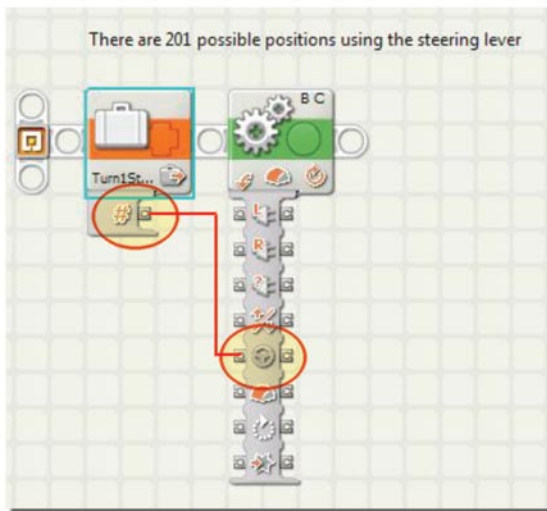 There are 201 possible positions using the steering lever
B C
Turn1St...
#
L
R
?